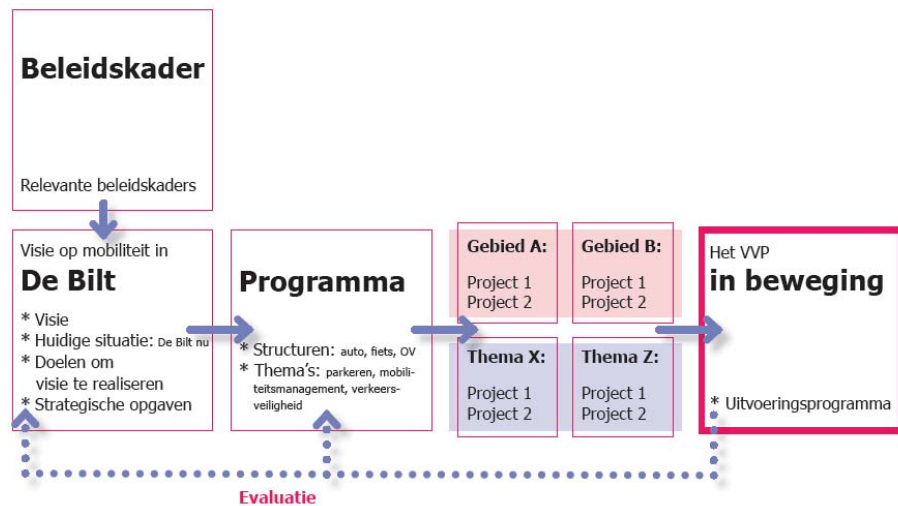 Beleidskader
Relevante beleidskaders
Visie op mobiliteit in
De Bilt
* Visie
* Huidige situatie: De Bilt nu
* Doelen om
visie te realiseren
* Strategische opgaven
Programma
* Structuren: auto, fiets, OV
* Thema's: parkeren, mobili-
teitsmanagement, verkeers-
veiligheid
Gebied A:
Project 1
Project 2
Gebied B:
Project 1
Project 2
Thema X:
Project 1
Project 2
Thema Z:
Project 1
Project 2
Het VVP
in beweging
* Uitvoeringsprogramma
Evaluatie